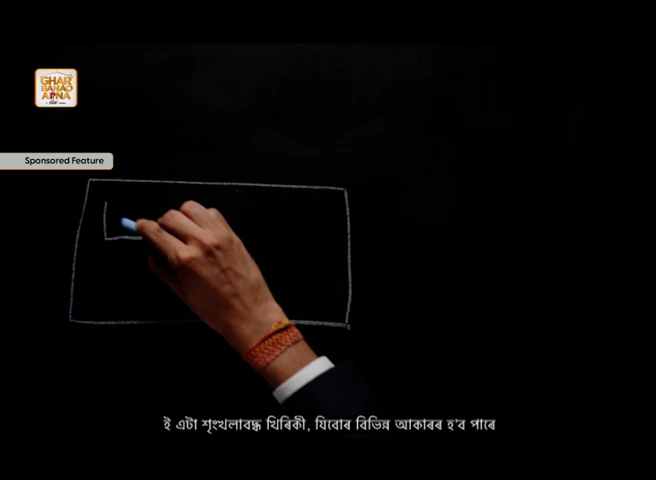 GHAR
BANAO
APNA
Sponsored Feature
ই এটা শৃংখলাবদ্ধ খিৰিকী, যিবোৰ বিভিন্ন আকাৰৰ হ'ব পাৰে